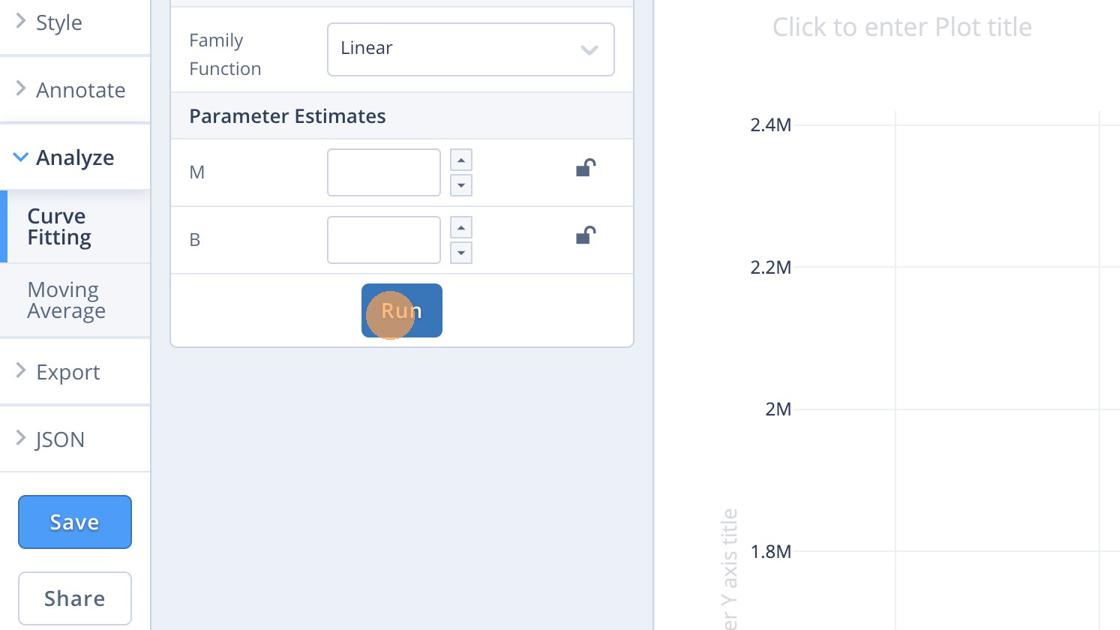 Style
Annotate
Analyze
Curve
Fitting
Moving
Average
Export
JSON
Save
Share
Family
Function
Linear
Parameter Estimates
M
B
Run
Click to enter Plot title
2.4M
2.2M
2M
1.8M
er Y axis title